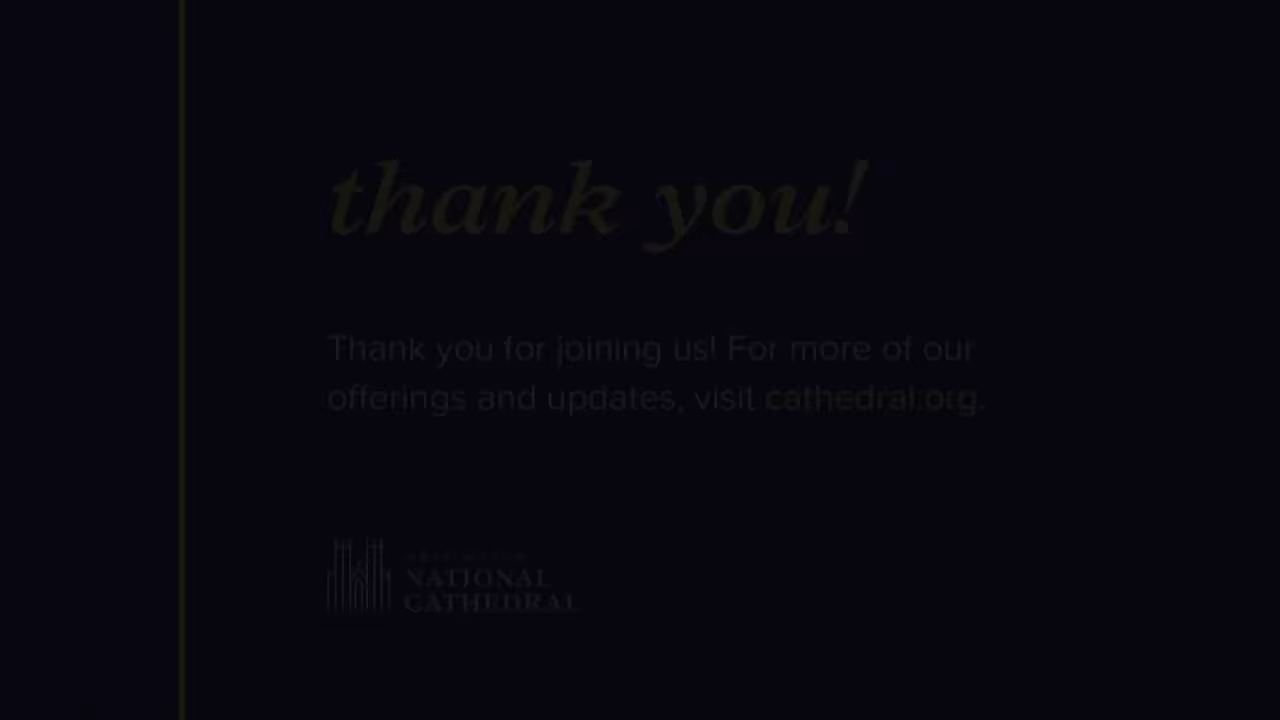 thank you!
Thank you for joining us! For more of our
offerings and updates, visit cathedral.org.
NATIONAL
CATHEDRAL